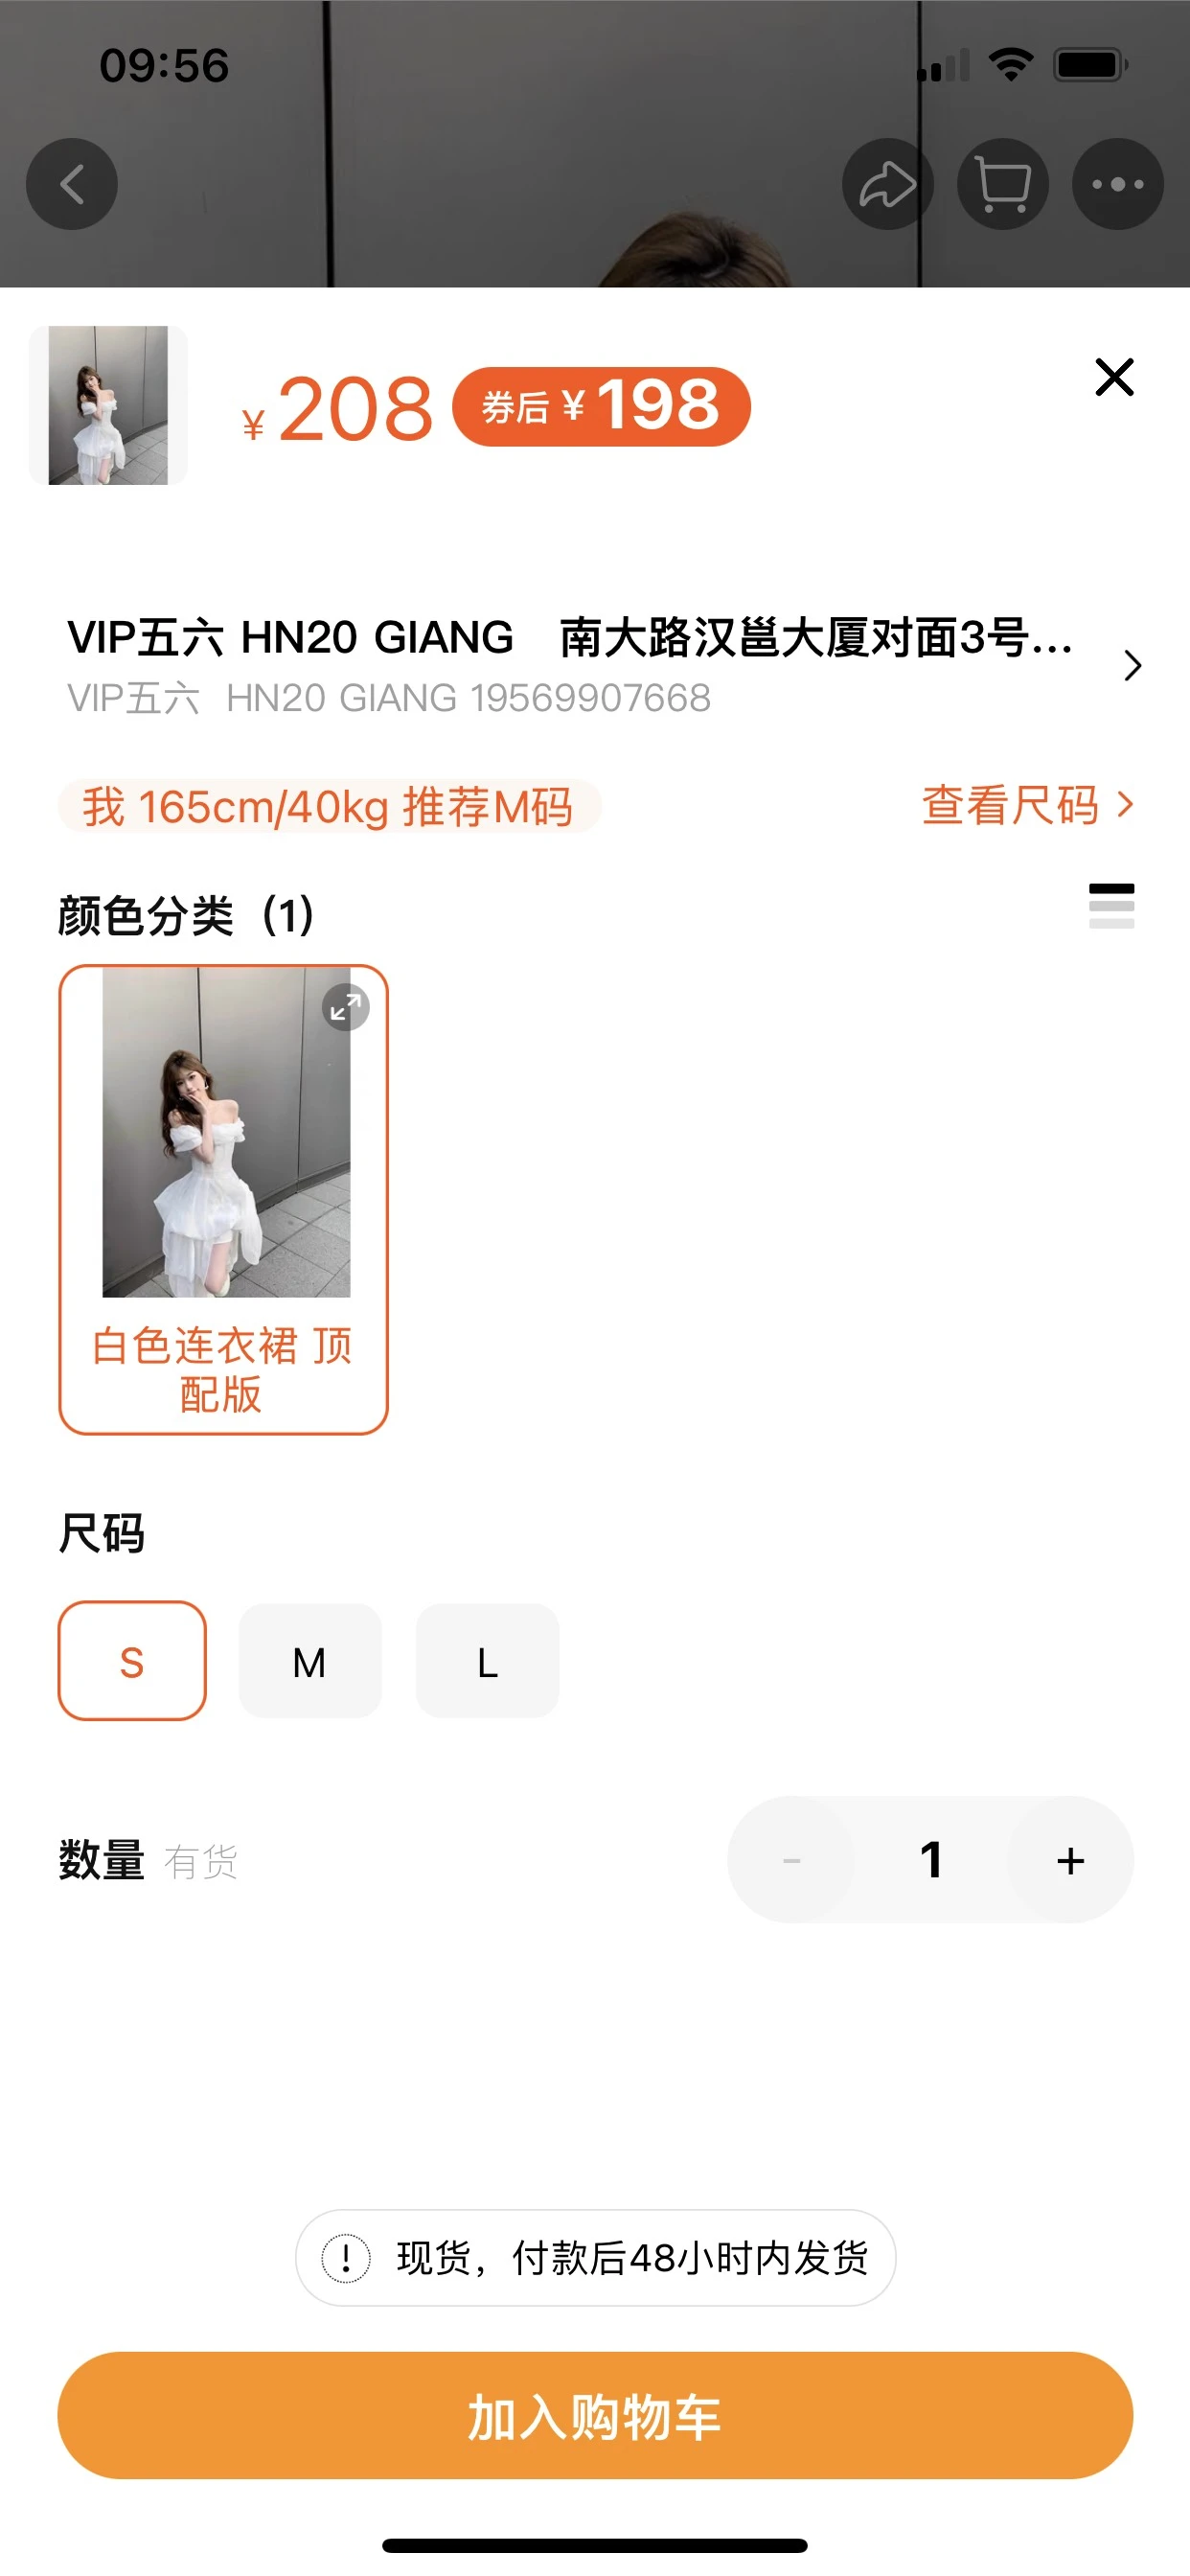 09:56
¥208 券后¥198
VIP五六 HN20 GIANG 南大路汉邕大厦对面3号...
VIP五六 HN20 GIANG 19569907668
我 165cm/40kg 推荐M码
查看尺码
颜色分类（1）
白色连衣裙 顶
配版
尺码
S M L
数量 有货
- 1 +
现货，付款后48小时内发货
加入购物车